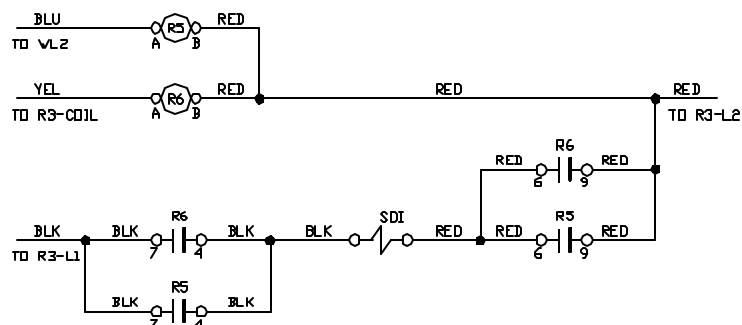 BLU R5 RED
TO WL2 A B
YEL R6 RED RED RED
TO R3-COIL A B TO R3-L2
R6
RED RED
6 9
R6 SDI R5
BLK BLK BLK BLK RED RED RED
TO R3-L1 7 4 6 9
R5
BLK BLK
7 4